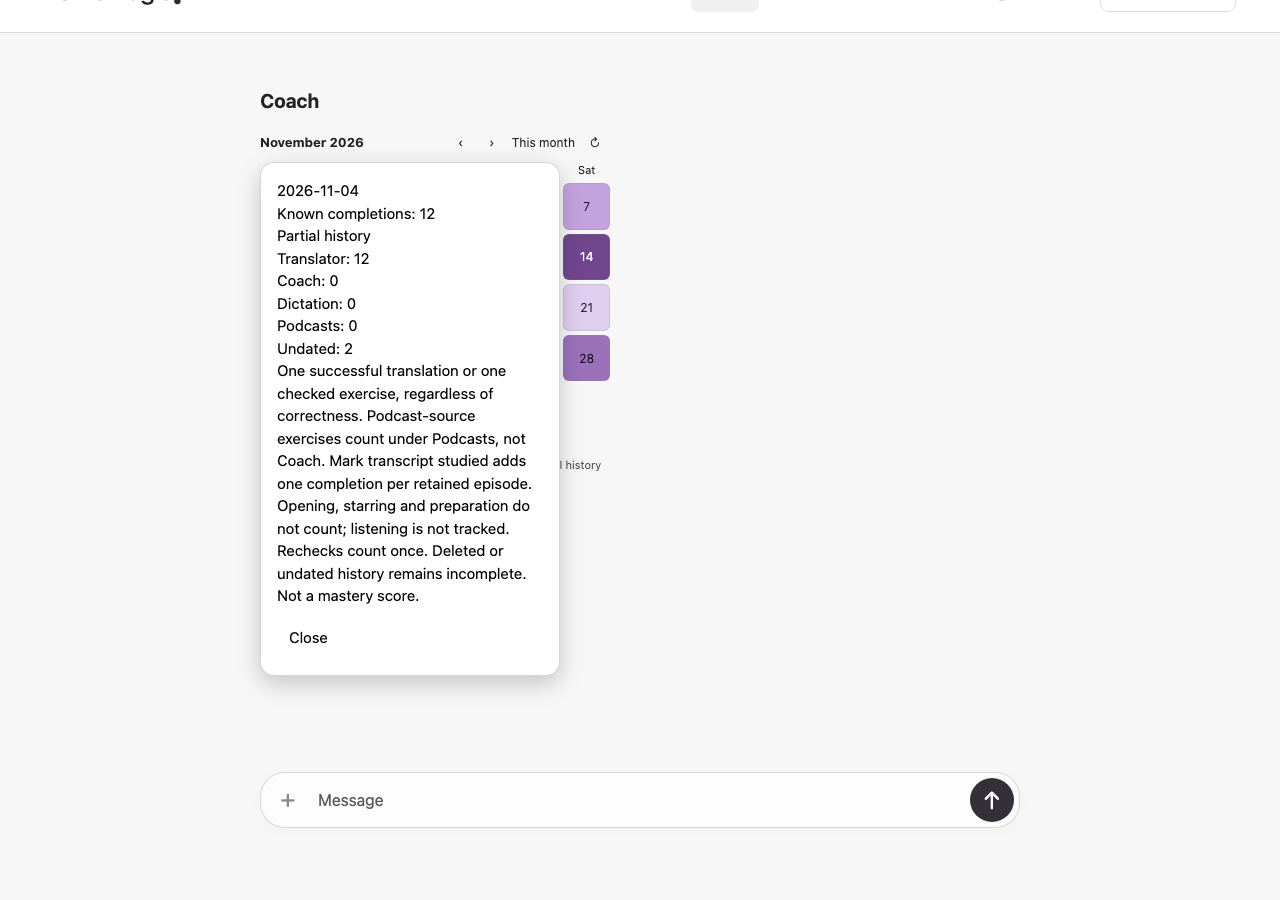 Coach
November 2026 ‹ › This month ↻
Sat
2026-11-04
Known completions: 12
Partial history
Translator: 12
Coach: 0
Dictation: 0
Podcasts: 0
Undated: 2
One successful translation or one
checked exercise, regardless of
correctness. Podcast-source
exercises count under Podcasts, not
Coach. Mark transcript studied adds
one completion per retained episode.
Opening, starring and preparation do
not count; listening is not tracked.
Rechecks count once. Deleted or
undated history remains incomplete.
Not a mastery score.
Close
7
14
21
28
history
Message